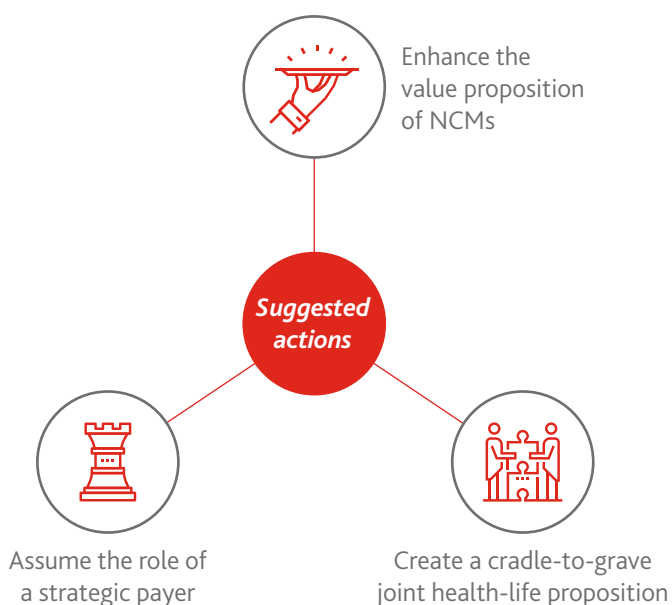 Enhance the
value proposition
of NCMs
Suggested
actions
Assume the role of
a strategic payer
Create a cradle-to-grave
joint health-life proposition